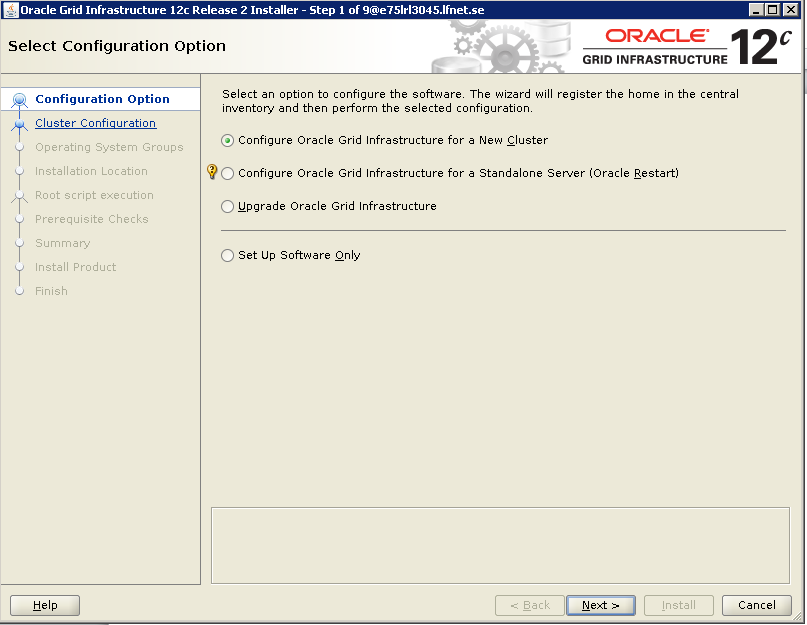 Oracle Grid Infrastructure 12c Release 2 Installer - Step 1 of 9@e75lrl3045.lfnet.se
Select Configuration Option
ORACLE
GRID INFRASTRUCTURE
12c
Configuration Option
Cluster Configuration
Operating System Groups
Installation Location
Root script execution
Prerequisite Checks
Summary
Install Product
Finish
Select an option to configure the software. The wizard will register the home in the central
inventory and then perform the selected configuration.
Configure Oracle Grid Infrastructure for a New Cluster
Configure Oracle Grid Infrastructure for a Standalone Server (Oracle Restart)
Upgrade Oracle Grid Infrastructure
Set Up Software Only
Help
< Back
Next >
Install
Cancel